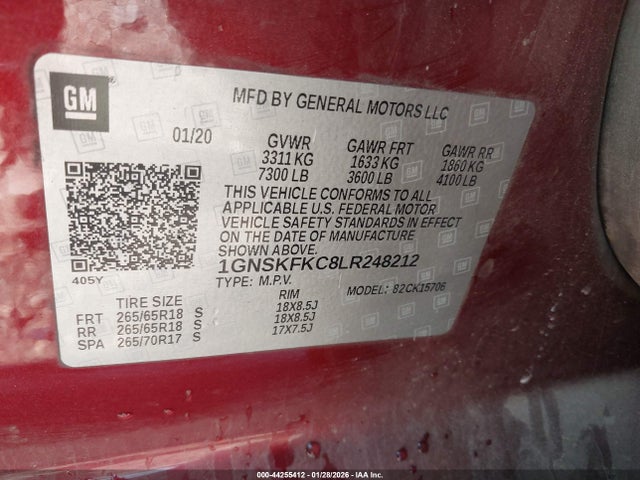 GM
MFD BY GENERAL MOTORS LLC
01/20
GVWR GAWR FRT GAWR RR
3311 KG 1633 KG 1860 KG
7300 LB 3600 LB 4100 LB
THIS VEHICLE CONFORMS TO ALL
APPLICABLE U.S. FEDERAL MOTOR
VEHICLE SAFETY STANDARDS IN EFFECT
ON THE DATE OF MANUFACTURE
SHOWN ABOVE.
1GNSKFKC8LR248212
TYPE: M.P.V. MODEL: 82CK15706
405Y
TIRE SIZE RIM
FRT 265/65R18 S 18X8.5J
RR 265/65R18 S 18X8.5J
SPA 265/70R17 S 17X7.5J
000-44255412 | 01/28/2026 - IAA Inc.